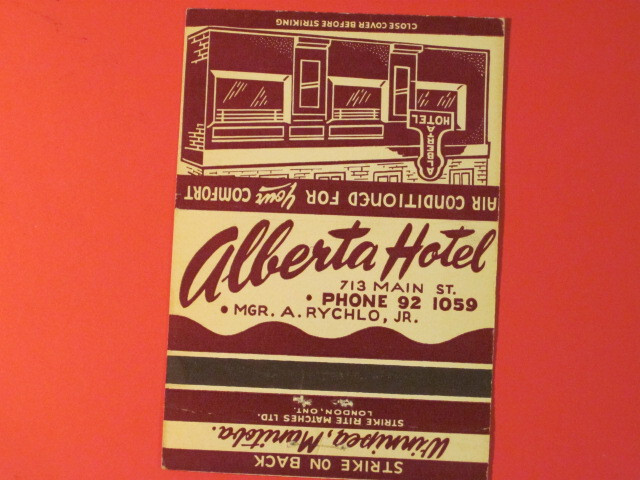 CLOSE COVER BEFORE STRIKING
ALBERTA
HOTEL
AIR CONDITIONED FOR Your COMFORT
Alberta Hotel
713 MAIN ST.
• PHONE 92 1059
• MGR. A. RYCHLO, JR.
STRIKE RITE MATCHES LTD.
LONDON, ONT.
Winnipeg, Manitoba.
STRIKE ON BACK